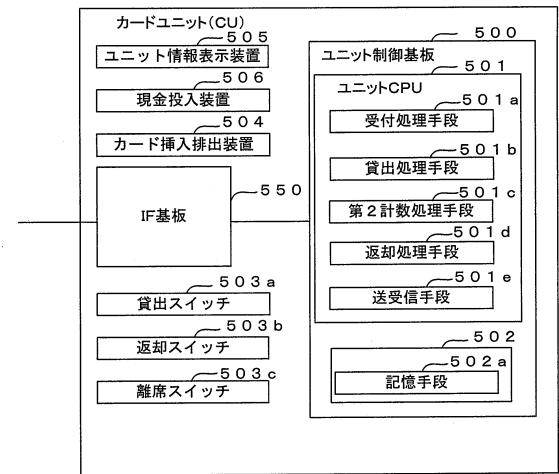 カードユニット(CU)
505
ユニット情報表示装置
506
現金投入装置
504
カード挿入排出装置
550
IF基板
503a
貸出スイッチ
503b
返却スイッチ
503c
離席スイッチ
500
ユニット制御基板
501
ユニットCPU
501a
受付処理手段
501b
貸出処理手段
501c
第2計数処理手段
501d
返却処理手段
501e
送受信手段
502
502a
記憶手段